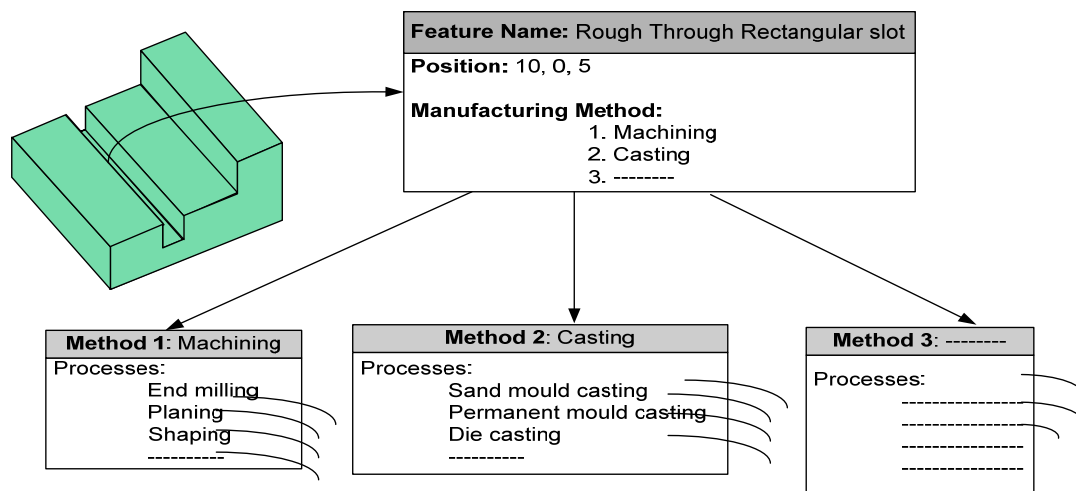 Feature Name: Rough Through Rectangular slot
Position: 10, 0, 5
Manufacturing Method:
1. Machining
2. Casting
3. --------
Method 1: Machining
Processes:
End milling
Planing
Shaping
----------
Method 2: Casting
Processes:
Sand mould casting
Permanent mould casting
Die casting
----------
Method 3: --------
Processes:
----------------
----------------
----------------
----------------